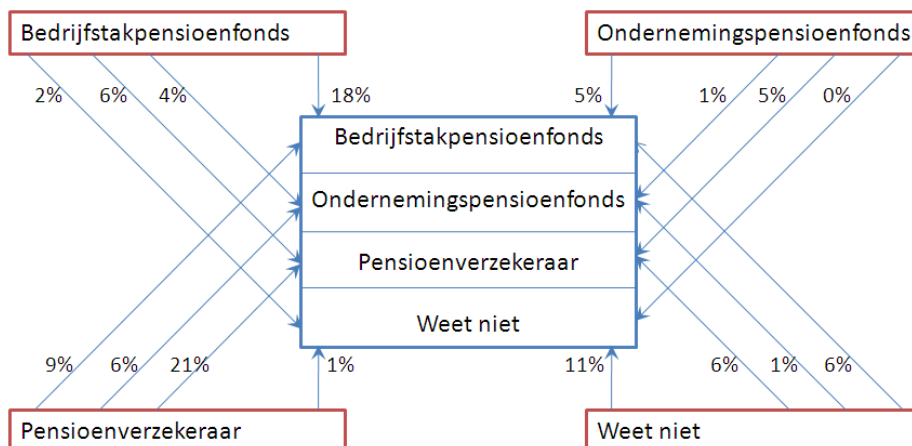 Bedrijfstakpensioenfonds
Ondernemingspensioenfonds
2% 6% 4% 18% 5% 1% 5% 0%
Bedrijfstakpensioenfonds
Ondernemingspensioenfonds
Pensioenverzekeraar
Weet niet
9% 6% 21% 1% 11% 6% 1% 6%
Pensioenverzekeraar
Weet niet